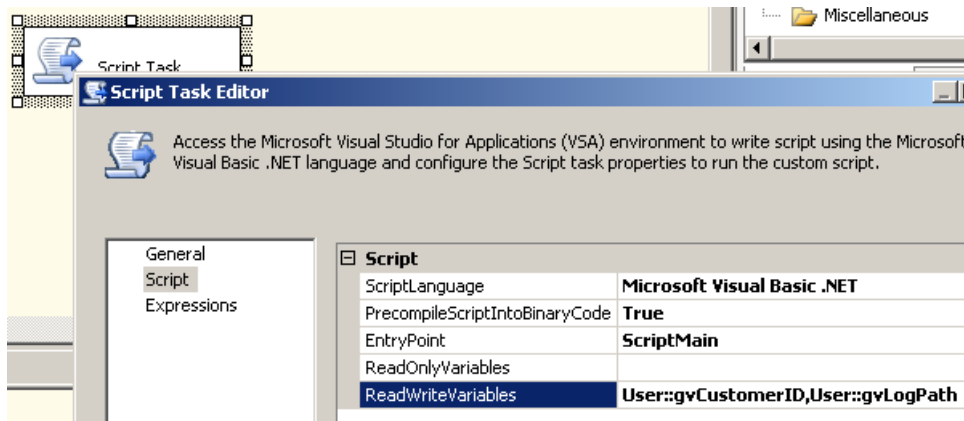 Miscellaneous
Script Task
Script Task Editor
Access the Microsoft Visual Studio for Applications (VSA) environment to write script using the Microsoft
Visual Basic .NET language and configure the Script task properties to run the custom script.
General
Script
Expressions
Script
ScriptLanguage Microsoft Visual Basic .NET
PrecompileScriptIntoBinaryCode True
EntryPoint ScriptMain
ReadOnlyVariables
ReadWriteVariables User::gvCustomerID,User::gvLogPath